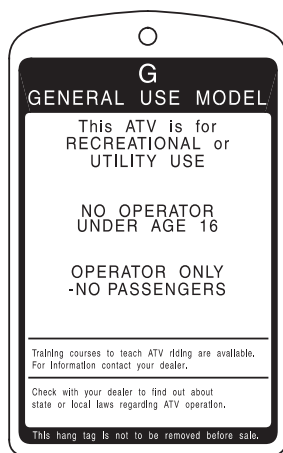 G
GENERAL USE MODEL
This ATV is for
RECREATIONAL or
UTILITY USE
NO OPERATOR
UNDER AGE 16
OPERATOR ONLY
-NO PASSENGERS
Training courses to teach ATV riding are available.
For information contact your dealer.
Check with your dealer to find out about
state or local laws regarding ATV operation.
This hang tag is not to be removed before sale.